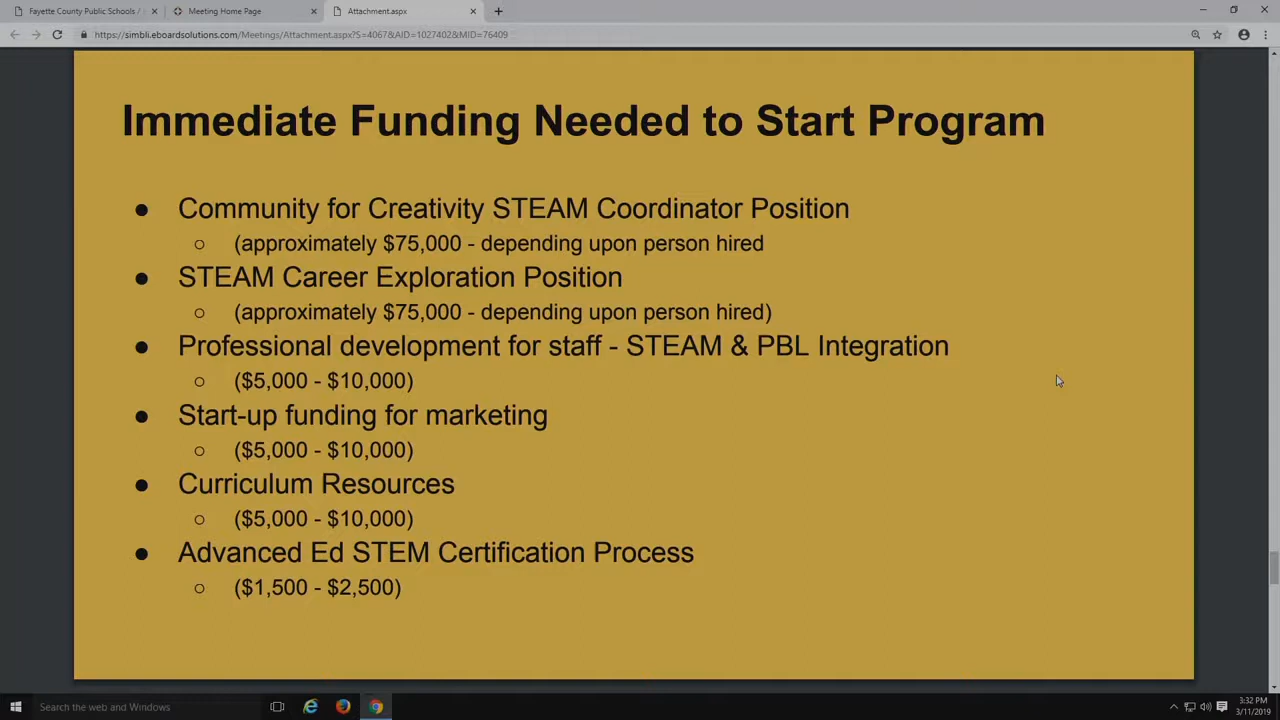 Fayette County Public Schools /
Meeting Home Page
Attachment.aspx
https://simbli.eboardsolutions.com/Meetings/Attachment.aspx?S=4067&AID=1027402&MID=76409
Immediate Funding Needed to Start Program
● Community for Creativity STEAM Coordinator Position
○ (approximately $75,000 - depending upon person hired
● STEAM Career Exploration Position
○ (approximately $75,000 - depending upon person hired)
● Professional development for staff - STEAM & PBL Integration
○ ($5,000 - $10,000)
● Start-up funding for marketing
○ ($5,000 - $10,000)
● Curriculum Resources
○ ($5,000 - $10,000)
● Advanced Ed STEM Certification Process
○ ($1,500 - $2,500)
Search the web and Windows
3:32 PM
3/11/2019